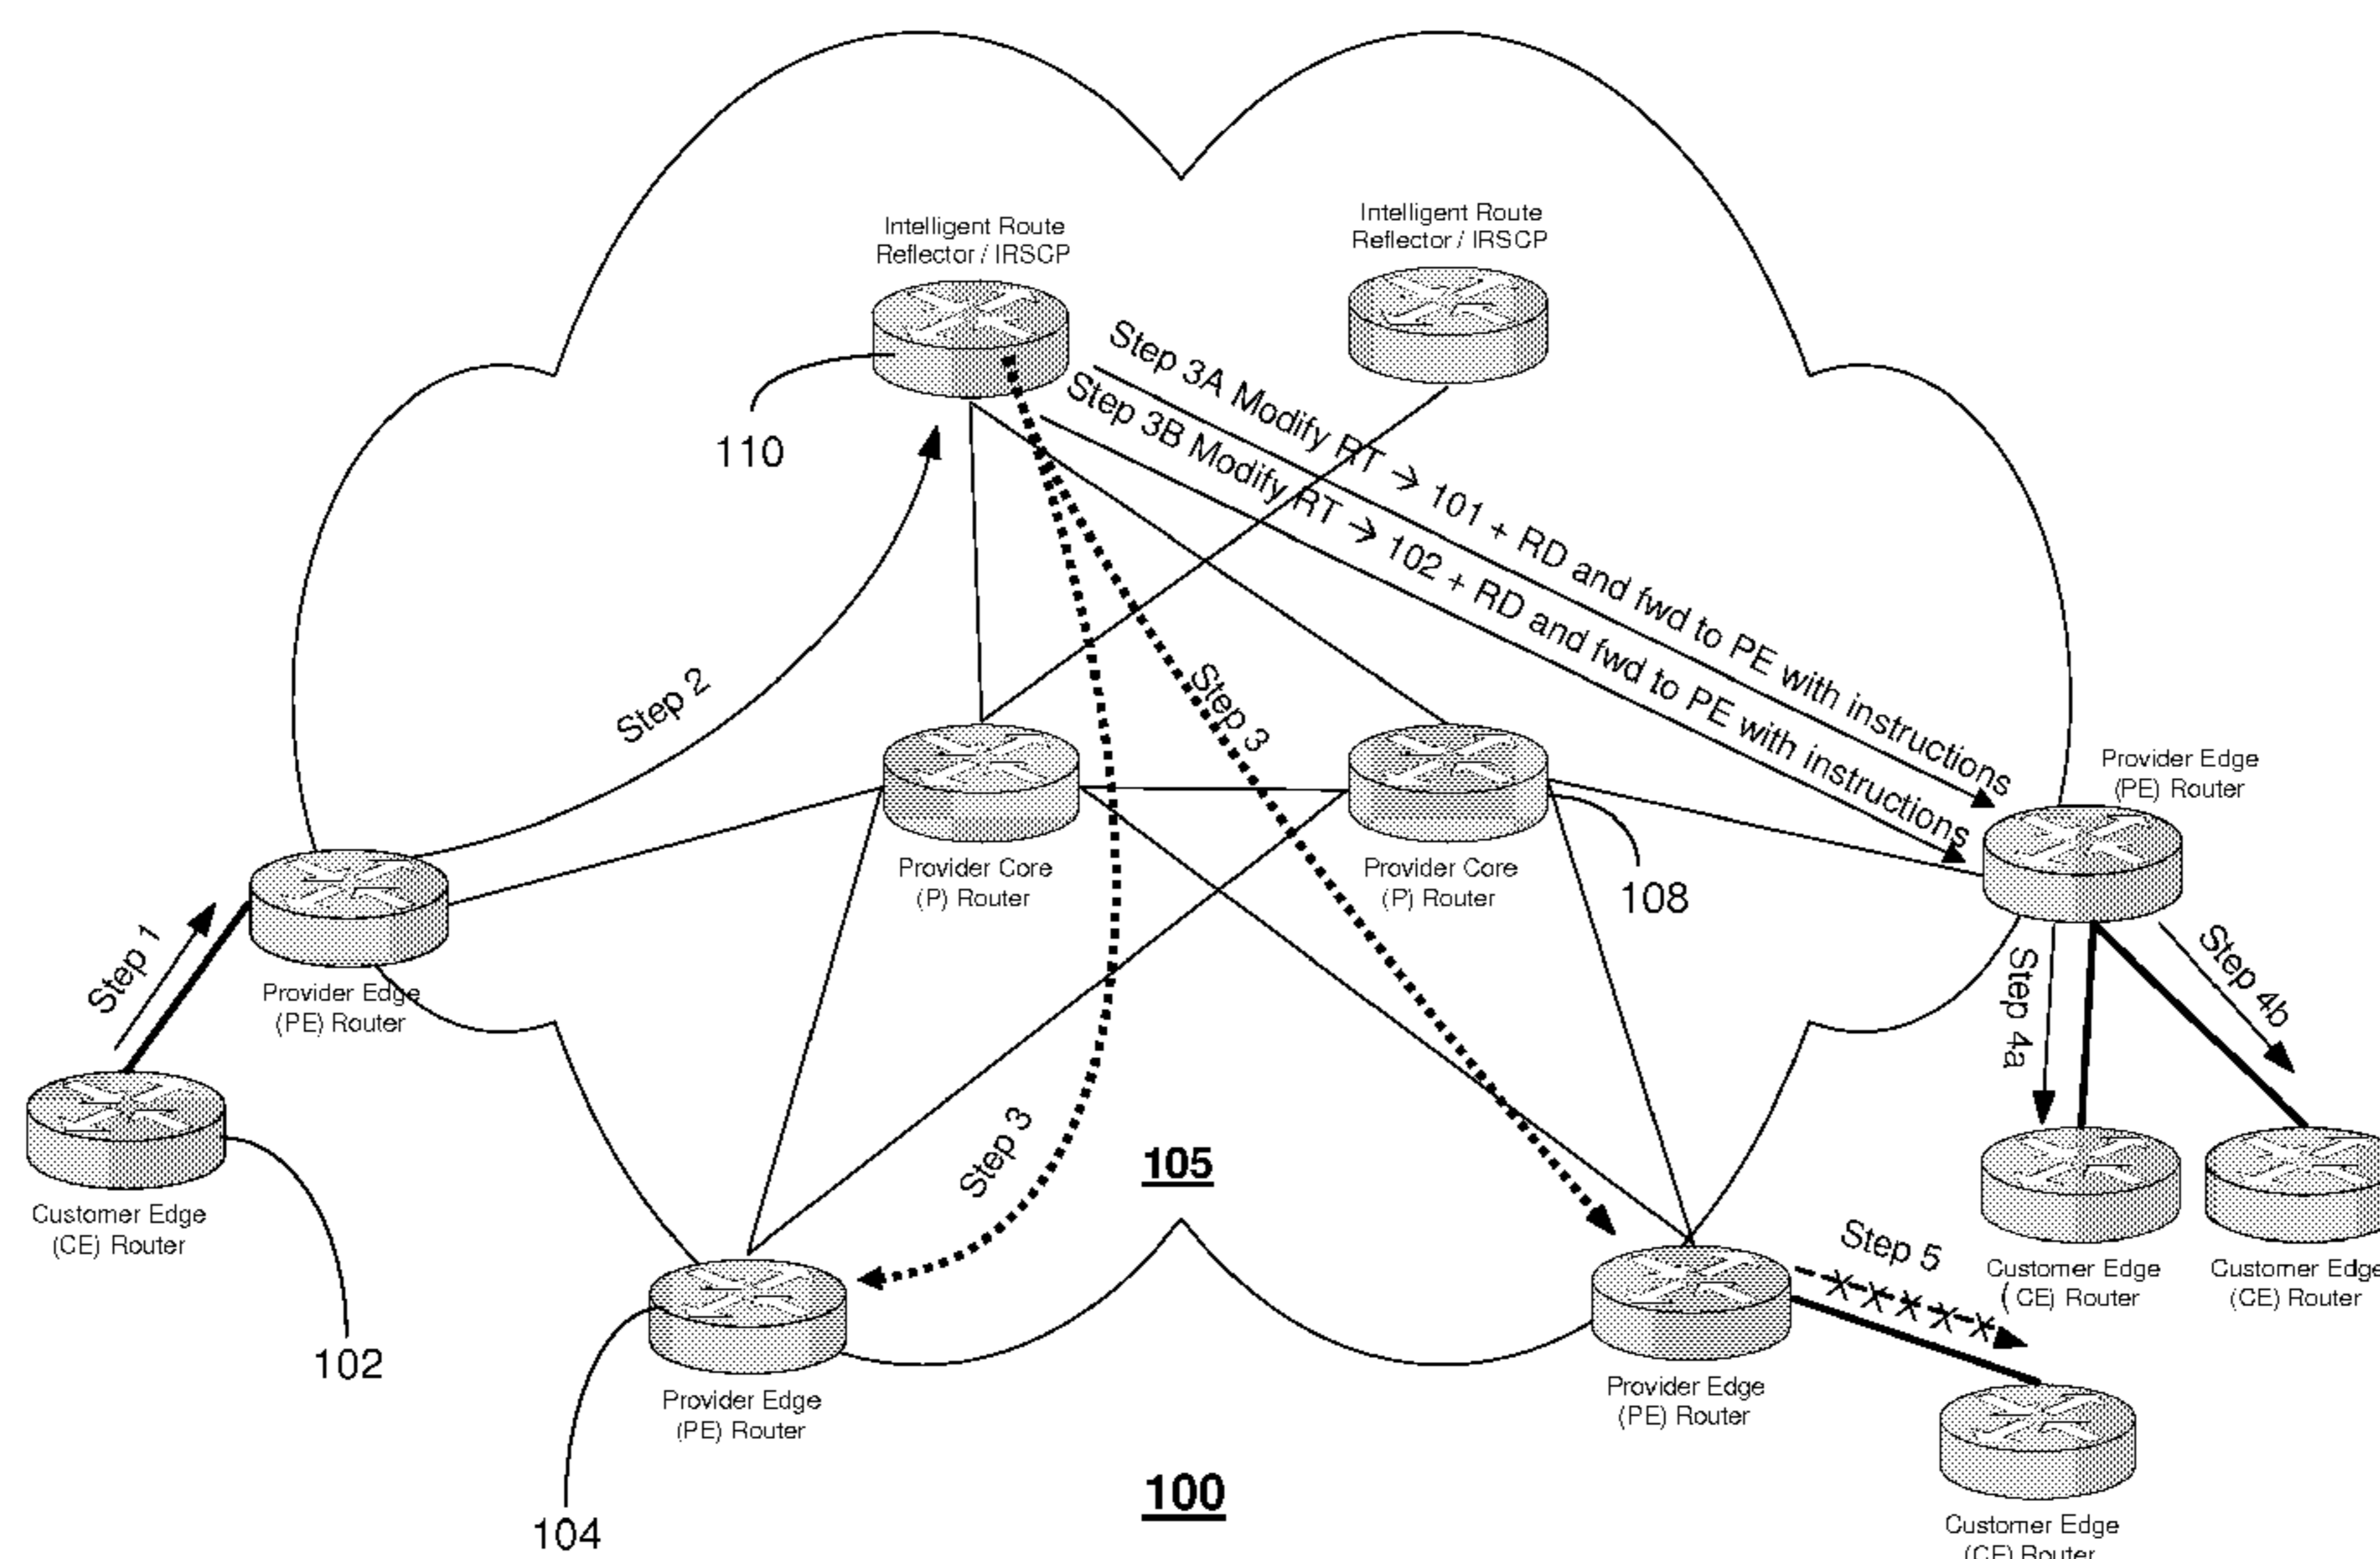 Intelligent Route
Reflector / IRSCP
Intelligent Route
Reflector / IRSCP
110
Step 3A Modify RT → 101 + RD and fwd to PE with instructions
Step 3B Modify RT → 102 + RD and fwd to PE with instructions
Step 2
Step 3
Provider Edge
(PE) Router
Provider Core
(P) Router
Provider Core
(P) Router
108
Step 1
Provider Edge
(PE) Router
Step 4a
Step 4b
Step 3
105
Customer Edge
(CE) Router
102
Step 5
Customer Edge
(CE) Router
Customer Edge
(CE) Router
X X X X X
Provider Edge
(PE) Router
Provider Edge
(PE) Router
104
100
Customer Edge
(CE) Router